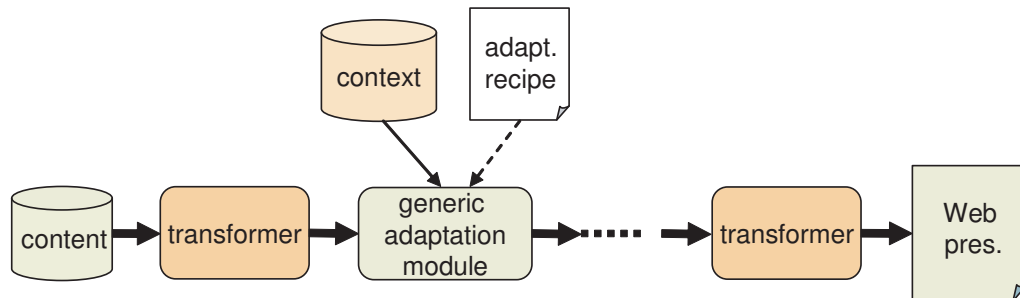 context
adapt.
recipe
content
transformer
generic
adaptation
module
transformer
Web
pres.